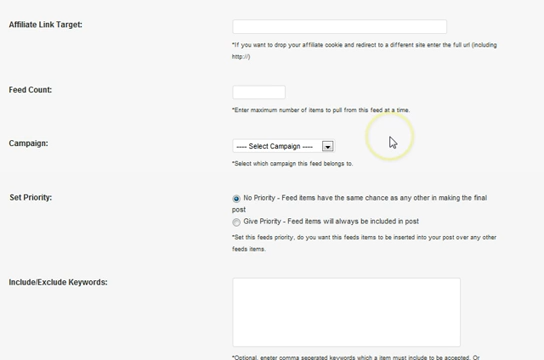 Affiliate Link Target:
*If you want to drop your affiliate cookie and redirect to a different site enter the full url (including
http://)
Feed Count:
*Enter maximum number of items to pull from this feed at a time.
Campaign:
---- Select Campaign ----
*Select which campaign this feed belongs to.
Set Priority:
No Priority - Feed items have the same chance as any other in making the final
post
Give Priority - Feed items will always be included in post
*Set this feeds priority, do you want this feeds items to be inserted into your post over any other
feeds items.
Include/Exclude Keywords:
*Optional, enster comma seperated keywords which a item must include to be accepted. Or